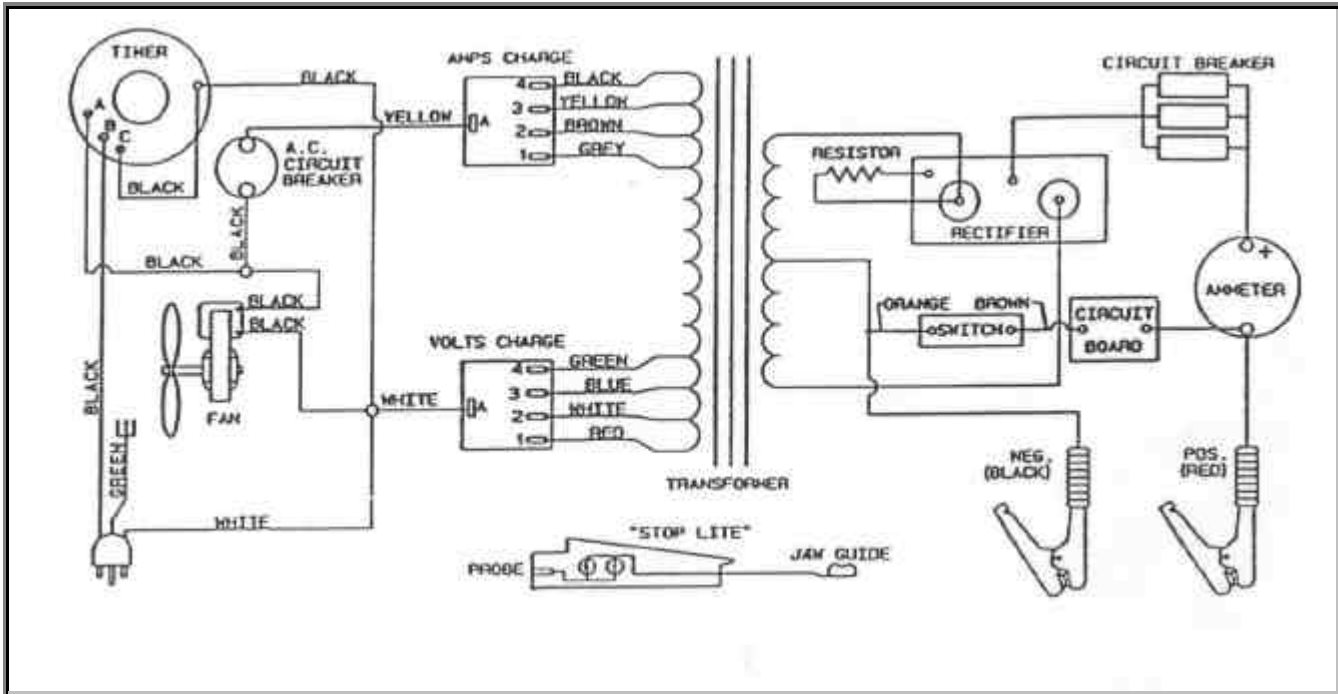 TIMER
A
B
C
BLACK
YELLOW
A.C.
CIRCUIT
BREAKER
BLACK
BLACK
BLACK
BLACK
BLACK
BLACK
FAN
GREEN
WHITE
WHITE
AMPS CHARGE
A
4
BLACK
3
YELLOW
2
BROWN
1
GREY
VOLTS CHARGE
A
4
GREEN
3
BLUE
2
WHITE
1
RED
TRANSFORMER
RESISTOR
RECTIFIER
CIRCUIT BREAKER
+
AMMETER
ORANGE
BROWN
SWITCH
CIRCUIT
BOARD
NEG.
(BLACK)
POS.
(RED)
"STOP LITE"
PROBE
JAW GUIDE